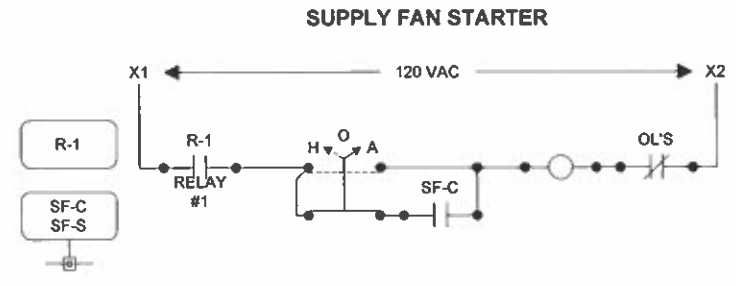 SUPPLY FAN STARTER
X1
120 VAC
X2
R-1
R-1
H
O
A
OL'S
RELAY
#1
SF-C
SF-C
SF-S